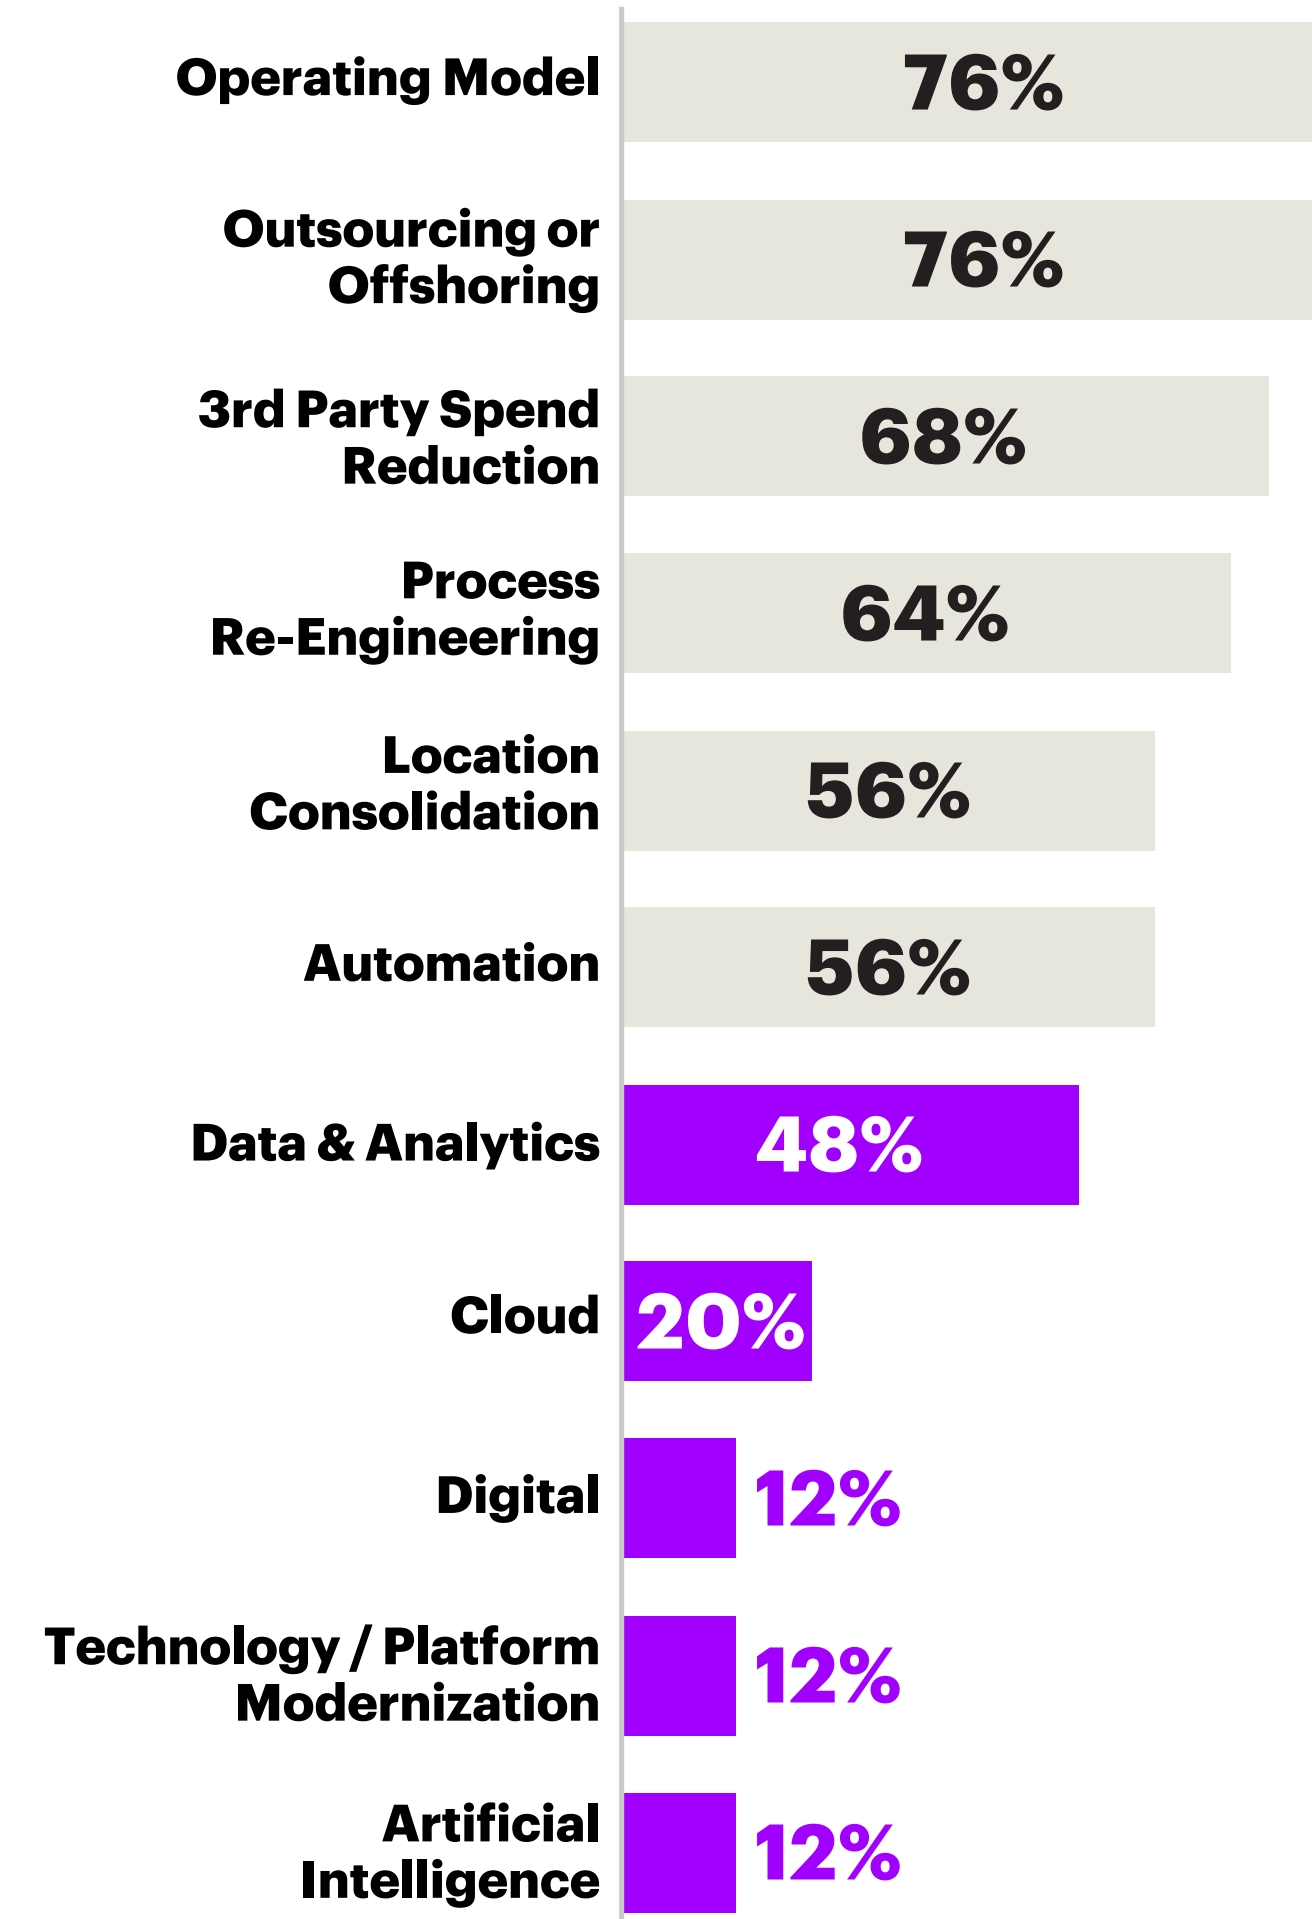 Operating Model
76%
Outsourcing or
Offshoring
76%
3rd Party Spend
Reduction
68%
Process
Re-Engineering
64%
Location
Consolidation
56%
Automation
56%
Data & Analytics
48%
Cloud
20%
Digital
12%
Technology / Platform
Modernization
12%
Artificial
Intelligence
12%